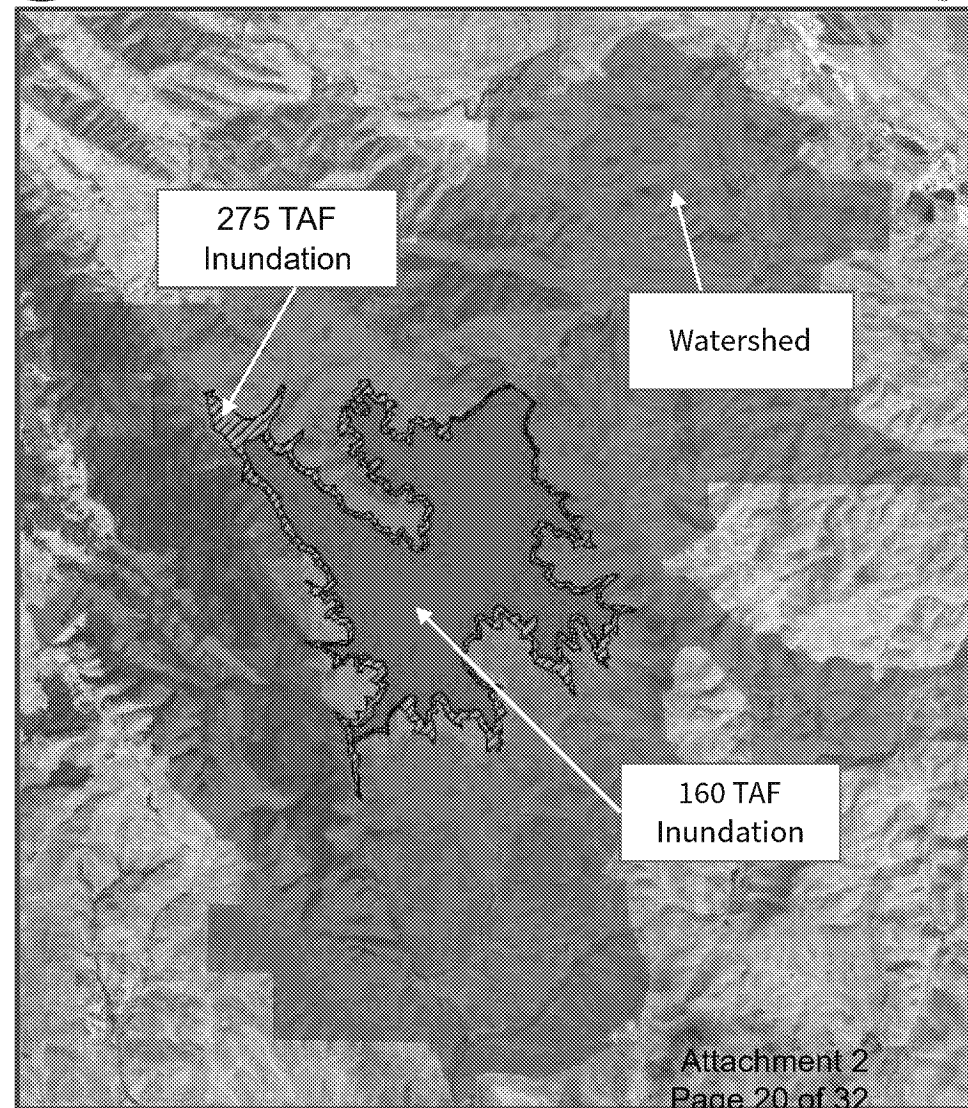 275 TAF
Inundation
Watershed
160 TAF
Inundation
Attachment 2
Page 20 of 32